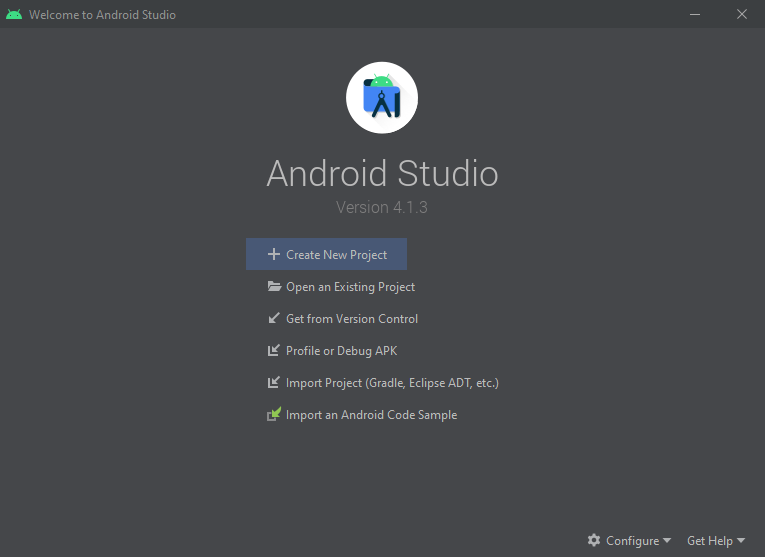 Welcome to Android Studio
Android Studio
Version 4.1.3
Create New Project
Open an Existing Project
Get from Version Control
Profile or Debug APK
Import Project (Gradle, Eclipse ADT, etc.)
Import an Android Code Sample
Configure
Get Help